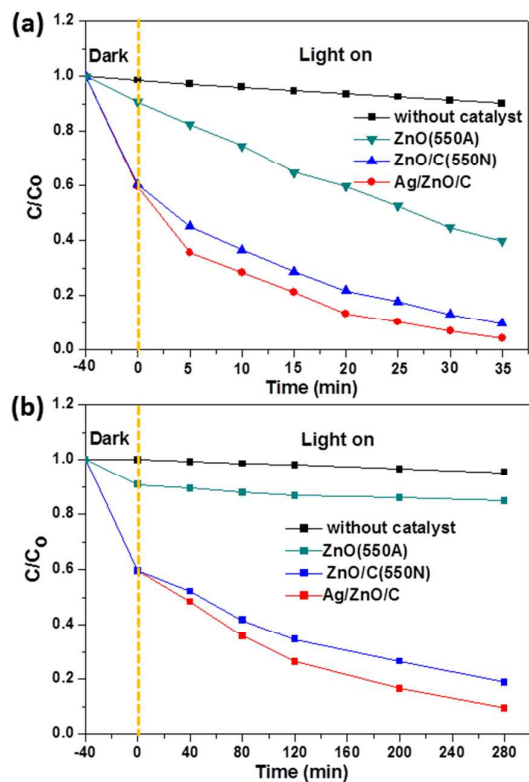 (a)
1.2
Dark
Light on
1.0
0.8
0.6
0.4
0.2
0.0
C/Co
without catalyst
ZnO(550A)
ZnO/C(550N)
Ag/ZnO/C
-40 0 5 10 15 20 25 30 35
Time (min)
(b)
1.2
Dark
Light on
1.0
0.8
0.6
0.4
0.2
0.0
C/Co
without catalyst
ZnO(550A)
ZnO/C(550N)
Ag/ZnO/C
-40 0 40 80 120 160 200 240 280
Time (min)